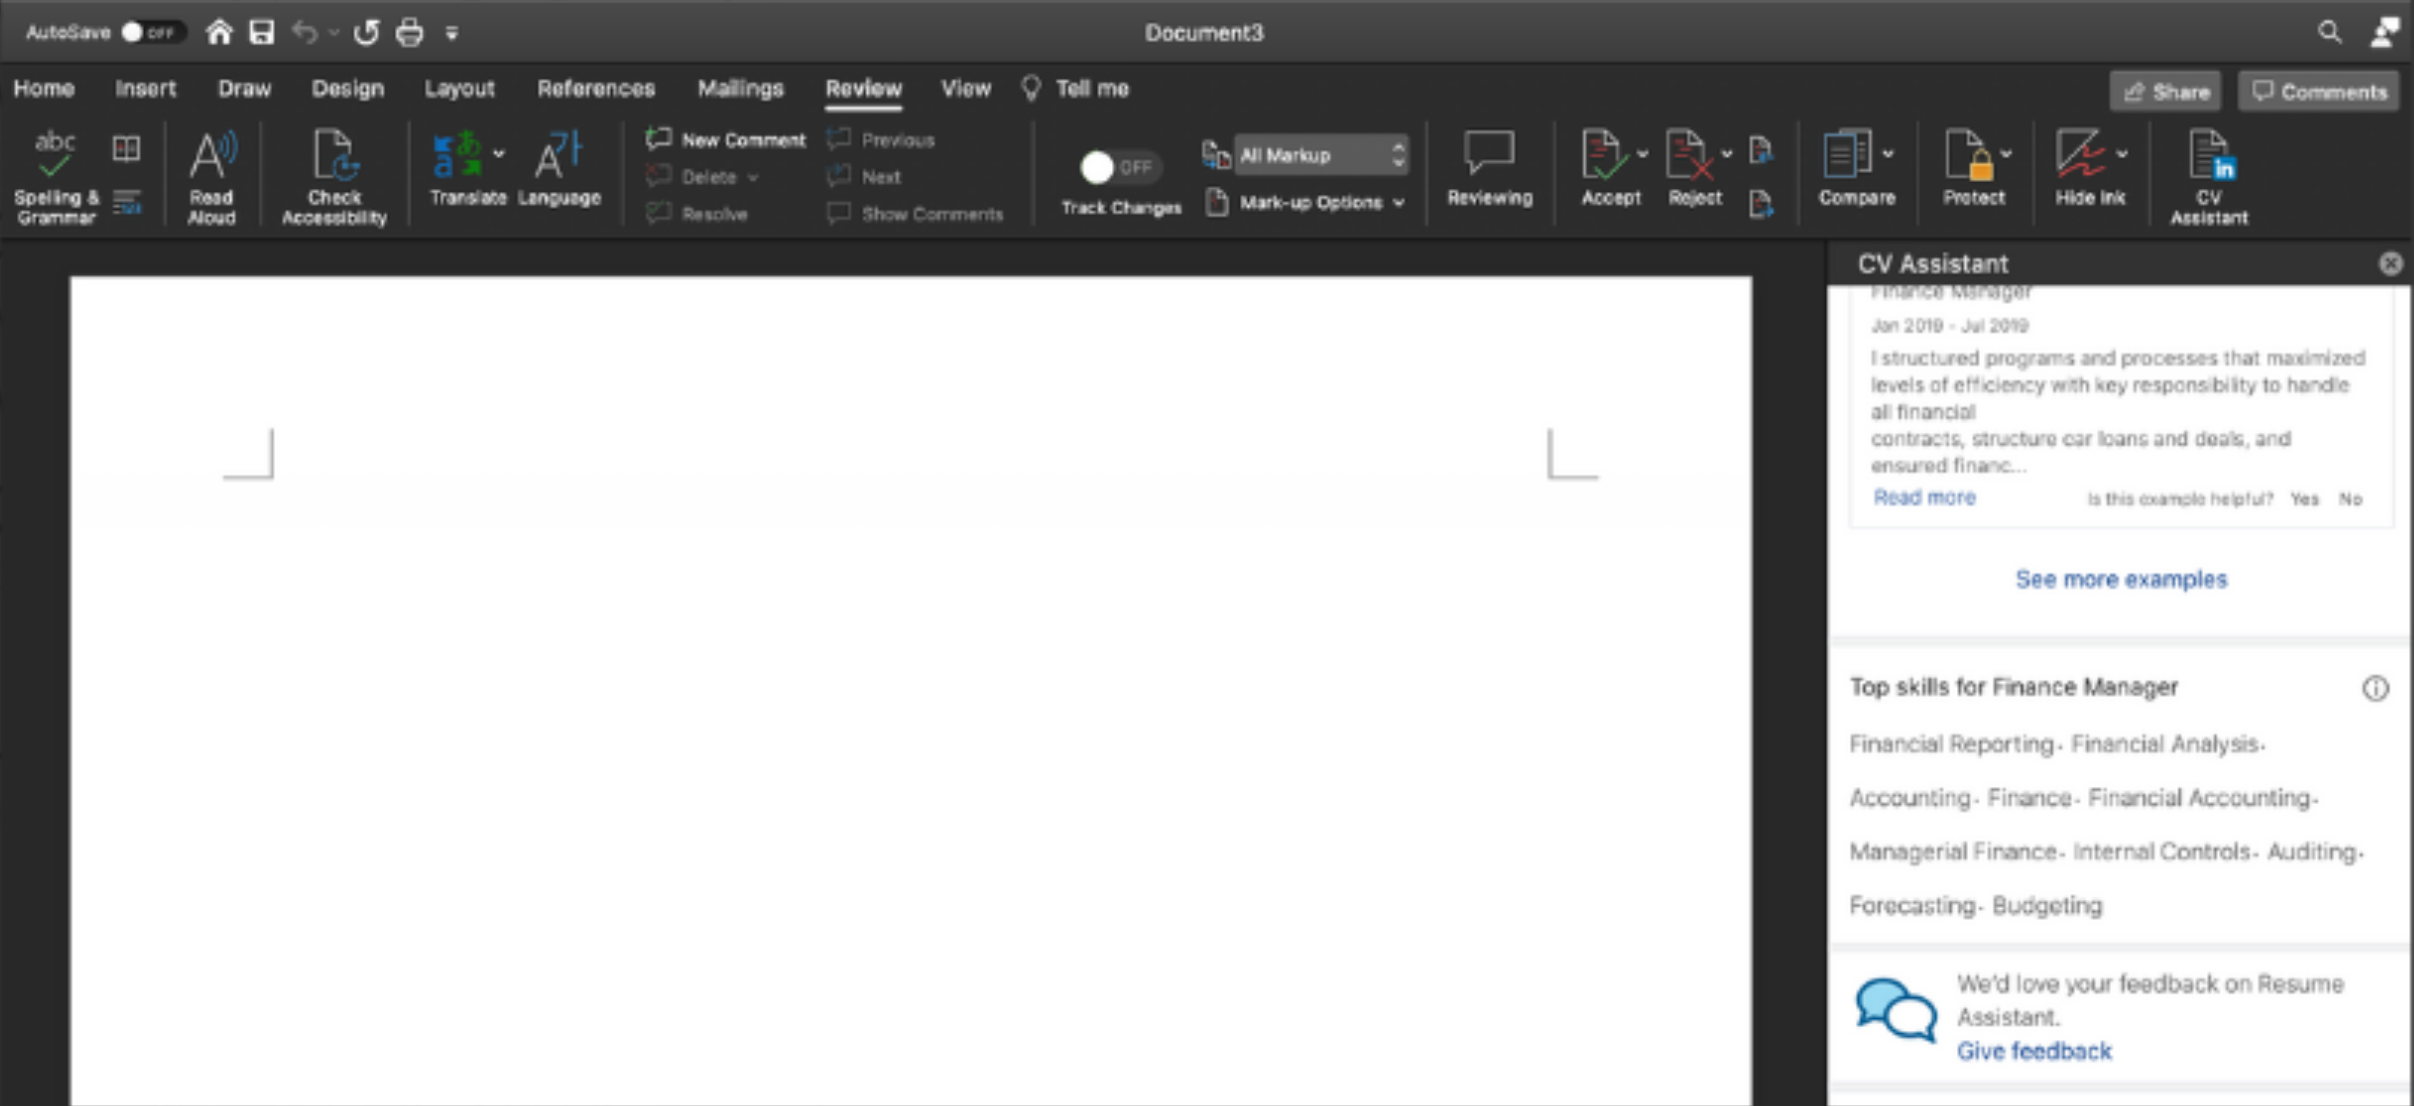 AutoSave OFF
Document3
Home Insert Draw Design Layout References Mailings Review View Tell me
Share Comments
abc
Spelling & Grammar
Read Aloud
Check Accessibility
Translate
Language
New Comment
Delete
Resolve
Previous
Next
Show Comments
OFF
Track Changes
All Markup
Mark-up Options
Reviewing
Accept
Reject
Compare
Protect
Hide Ink
in
CV Assistant
CV Assistant
Finance Manager
Jan 2019 - Jul 2019
I structured programs and processes that maximized
levels of efficiency with key responsibility to handle
all financial
contracts, structure car loans and deals, and
ensured financ...
Read more Is this example helpful? Yes No
See more examples
Top skills for Finance Manager
Financial Reporting· Financial Analysis·
Accounting· Finance· Financial Accounting·
Managerial Finance· Internal Controls· Auditing·
Forecasting· Budgeting
We'd love your feedback on Resume
Assistant.
Give feedback